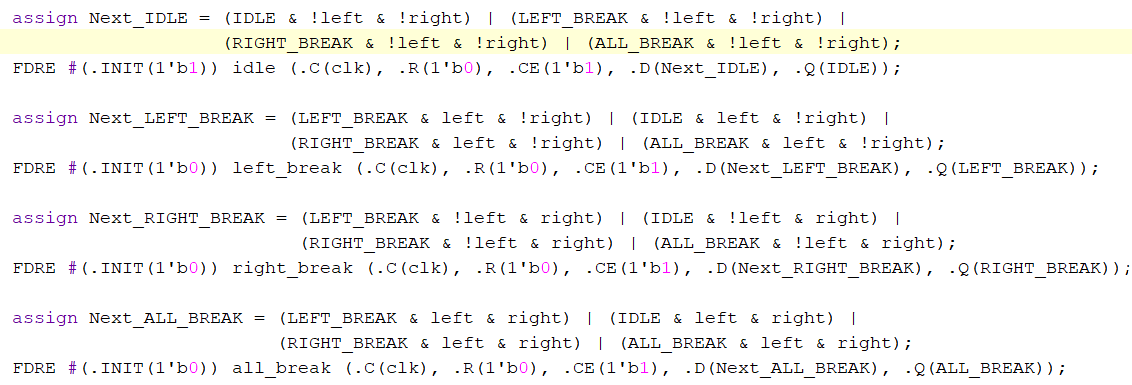 assign Next_IDLE = (IDLE & !left & !right) | (LEFT_BREAK & !left & !right) |
(RIGHT_BREAK & !left & !right) | (ALL_BREAK & !left & !right);
FDRE #(.INIT(1'b1)) idle (.C(clk), .R(1'b0), .CE(1'b1), .D(Next_IDLE), .Q(IDLE));
assign Next_LEFT_BREAK = (LEFT_BREAK & left & !right) | (IDLE & left & !right) |
(RIGHT_BREAK & left & !right) | (ALL_BREAK & left & !right);
FDRE #(.INIT(1'b0)) left_break (.C(clk), .R(1'b0), .CE(1'b1), .D(Next_LEFT_BREAK), .Q(LEFT_BREAK));
assign Next_RIGHT_BREAK = (LEFT_BREAK & !left & right) | (IDLE & !left & right) |
(RIGHT_BREAK & !left & right) | (ALL_BREAK & !left & right);
FDRE #(.INIT(1'b0)) right_break (.C(clk), .R(1'b0), .CE(1'b1), .D(Next_RIGHT_BREAK), .Q(RIGHT_BREAK));
assign Next_ALL_BREAK = (LEFT_BREAK & left & right) | (IDLE & left & right) |
(RIGHT_BREAK & left & right) | (ALL_BREAK & left & right);
FDRE #(.INIT(1'b0)) all_break (.C(clk), .R(1'b0), .CE(1'b1), .D(Next_ALL_BREAK), .Q(ALL_BREAK));